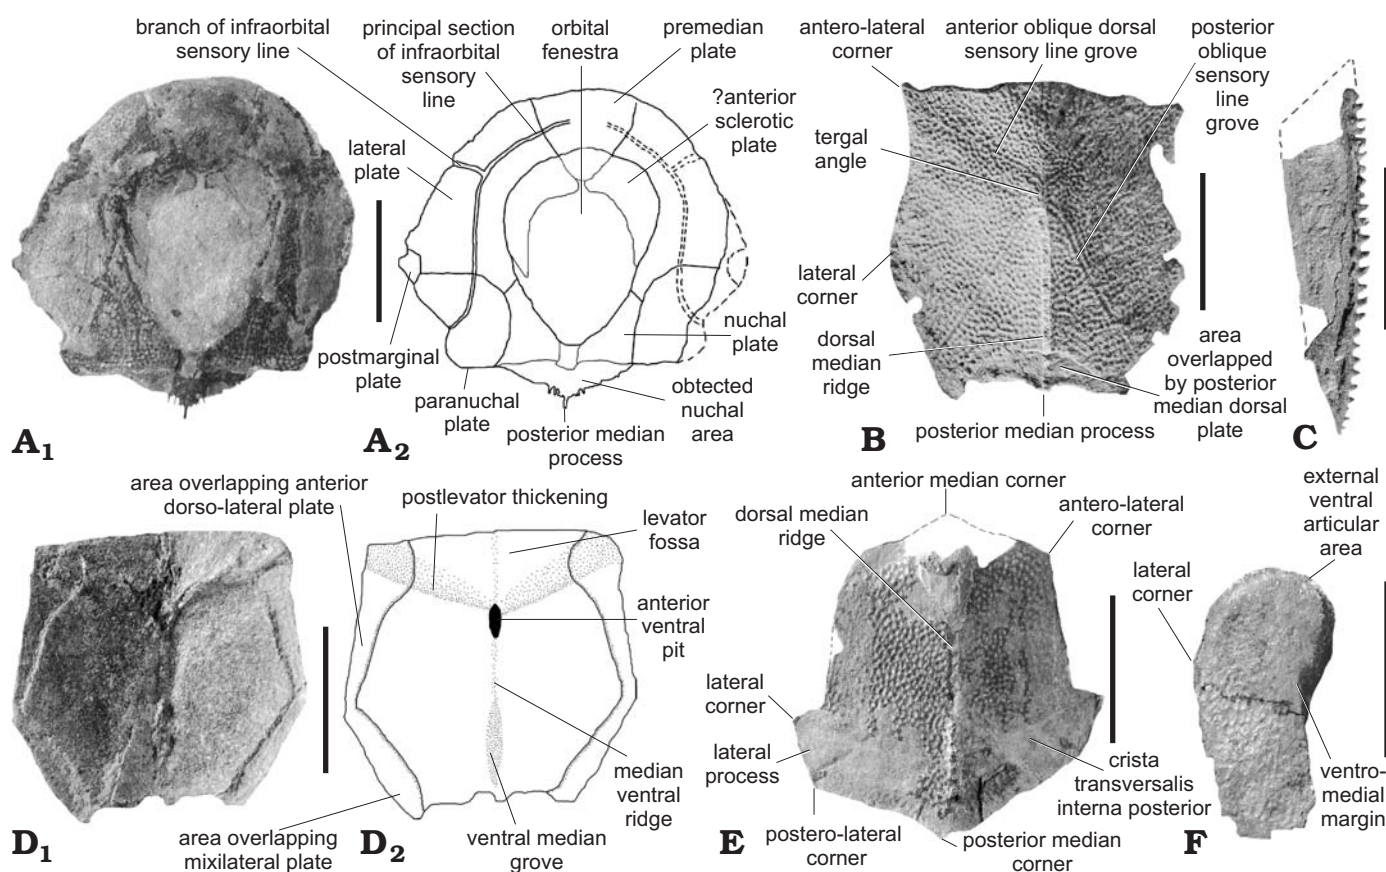 branch of infraorbital
sensory line
principal section
of infraorbital
sensory
line
orbital
fenestra
premedian
plate
?anterior
sclerotic
plate
lateral
plate
postmarginal
plate
paranuchal
plate
posterior median
process
obtected
nuchal
area
nuchal
plate
A1
A2
antero-lateral
corner
anterior oblique dorsal
sensory line grove
posterior
oblique
sensory
line
grove
tergal
angle
lateral
corner
dorsal
median
ridge
area
overlapped
by posterior
median dorsal
plate
posterior median process
B
C
area overlapping anterior
dorso-lateral plate
postlevator thickening
levator
fossa
anterior
ventral
pit
median
ventral
ridge
ventral median
grove
area overlapping
mixilateral plate
D1
D2
anterior median corner
dorsal median
ridge
antero-lateral
corner
lateral
corner
lateral
process
postero-lateral
corner
posterior median
corner
crista
transversalis
interna posterior
E
external
ventral
articular
area
lateral
corner
ventro-
medial
margin
F